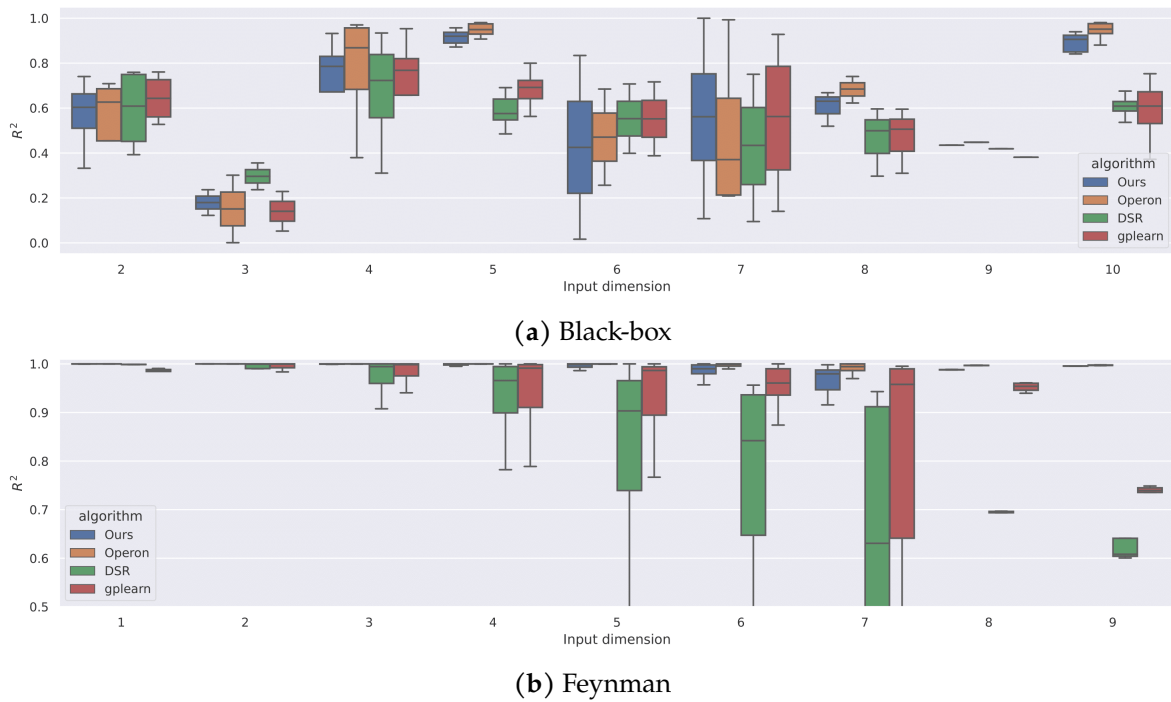 1.0
0.8
0.6
0.4
0.2
0.0
R²
algorithm
Ours
Operon
DSR
gplearn
2 3 4 5 6 7 8 9 10
Input dimension
(a) Black-box
1.0
0.9
0.8
0.7
0.6
0.5
R²
algorithm
Ours
Operon
DSR
gplearn
1 2 3 4 5 6 7 8 9
Input dimension
(b) Feynman